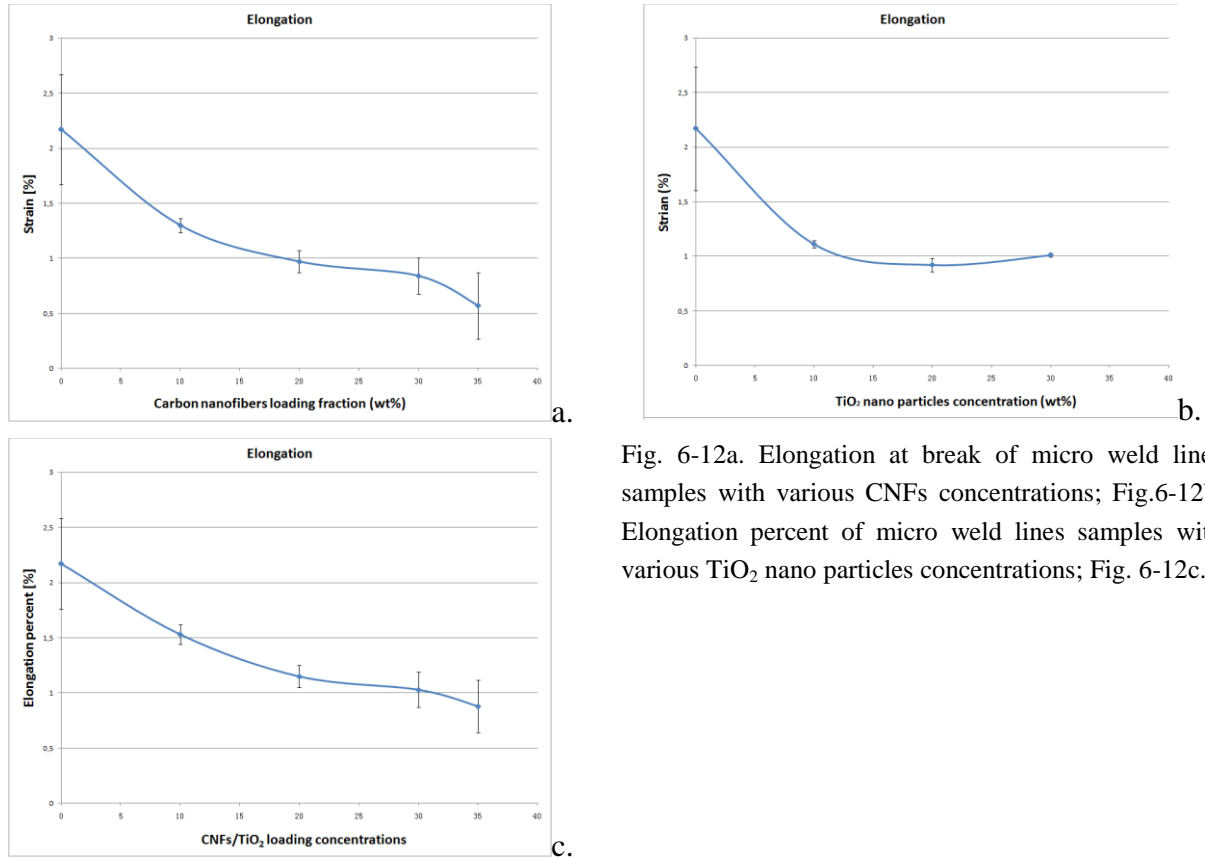 Elongation
3
2,5
2
1,5
1
0,5
0
0 5 10 15 20 25 30 35 40
Strain [%]
Carbon nanofibers loading fraction (wt%)
a.
Elongation
3
2,5
2
1,5
1
0,5
0
0 5 10 15 20 25 30 35 40
Strian (%)
TiO₂ nano particles concentration (wt%)
b.
Elongation
3
2,5
2
1,5
1
0,5
0
0 5 10 15 20 25 30 35 40
Elongation percent [%]
CNFs/TiO₂ loading concentrations
c.
Fig. 6-12a. Elongation at break of micro weld line
samples with various CNFs concentrations; Fig.6-12
Elongation percent of micro weld lines samples wit
various TiO₂ nano particles concentrations; Fig. 6-12c.